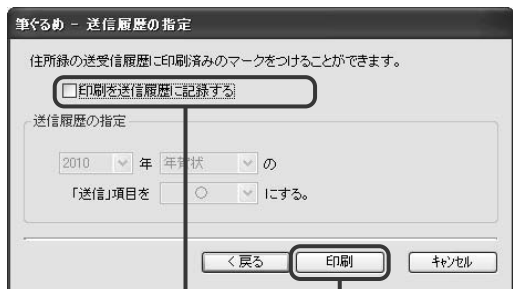 筆ぐるめ - 送信履歴の指定
住所録の送受信履歴に印刷済みのマークをつけることができます。
印刷を送信履歴に記録する
送信履歴の指定
2010 年 年賀状 の
「送信」項目を ○ にする。
< 戻る 印刷 キャンセル